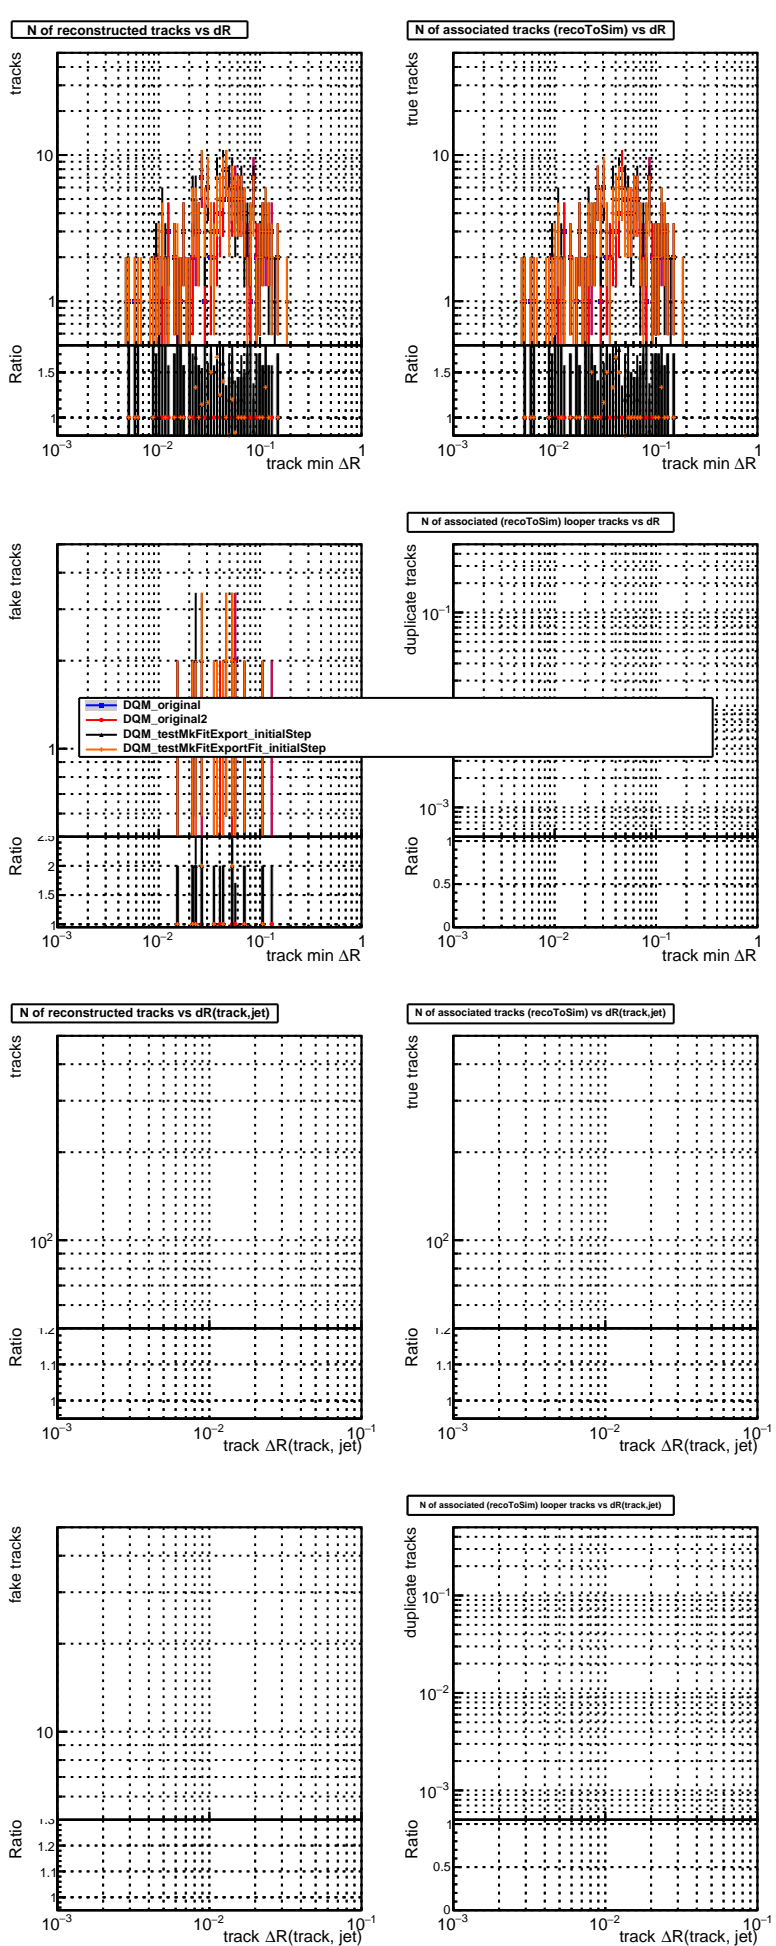 N of reconstructed tracks vs dR
tracks
10
1
Ratio
1.5
1
10−3
10−2
10−1
1
track min ΔR
N of associated tracks (recoToSim) vs dR
true tracks
10
1
Ratio
1.5
1
10−3
10−2
10−1
1
track min ΔR
fake tracks
1
Ratio
2.5
2
1.5
1
10−3
10−2
10−1
1
track min ΔR
N of associated (recoToSim) looper tracks vs dR
duplicate tracks
10−1
10−3
Ratio
1
0.5
0
10−3
10−2
10−1
1
track min ΔR
DQM_original
DQM_original2
DQM_testMkFitExport_initialStep
DQM_testMkFitExportFit_initialStep
N of reconstructed tracks vs dR(track,jet)
tracks
10²
Ratio
1.2
1.1
1
10−3
10−2
10−1
track ΔR(track, jet)
N of associated tracks (recoToSim) vs dR(track,jet)
true tracks
10²
Ratio
1.2
1.1
1
10−3
10−2
10−1
track ΔR(track, jet)
fake tracks
10
Ratio
1.3
1.2
1.1
1
10−3
10−2
10−1
track ΔR(track, jet)
N of associated (recoToSim) looper tracks vs dR(track,jet)
duplicate tracks
10−1
10−2
10−3
Ratio
1
0.5
0
10−3
10−2
10−1
track ΔR(track, jet)